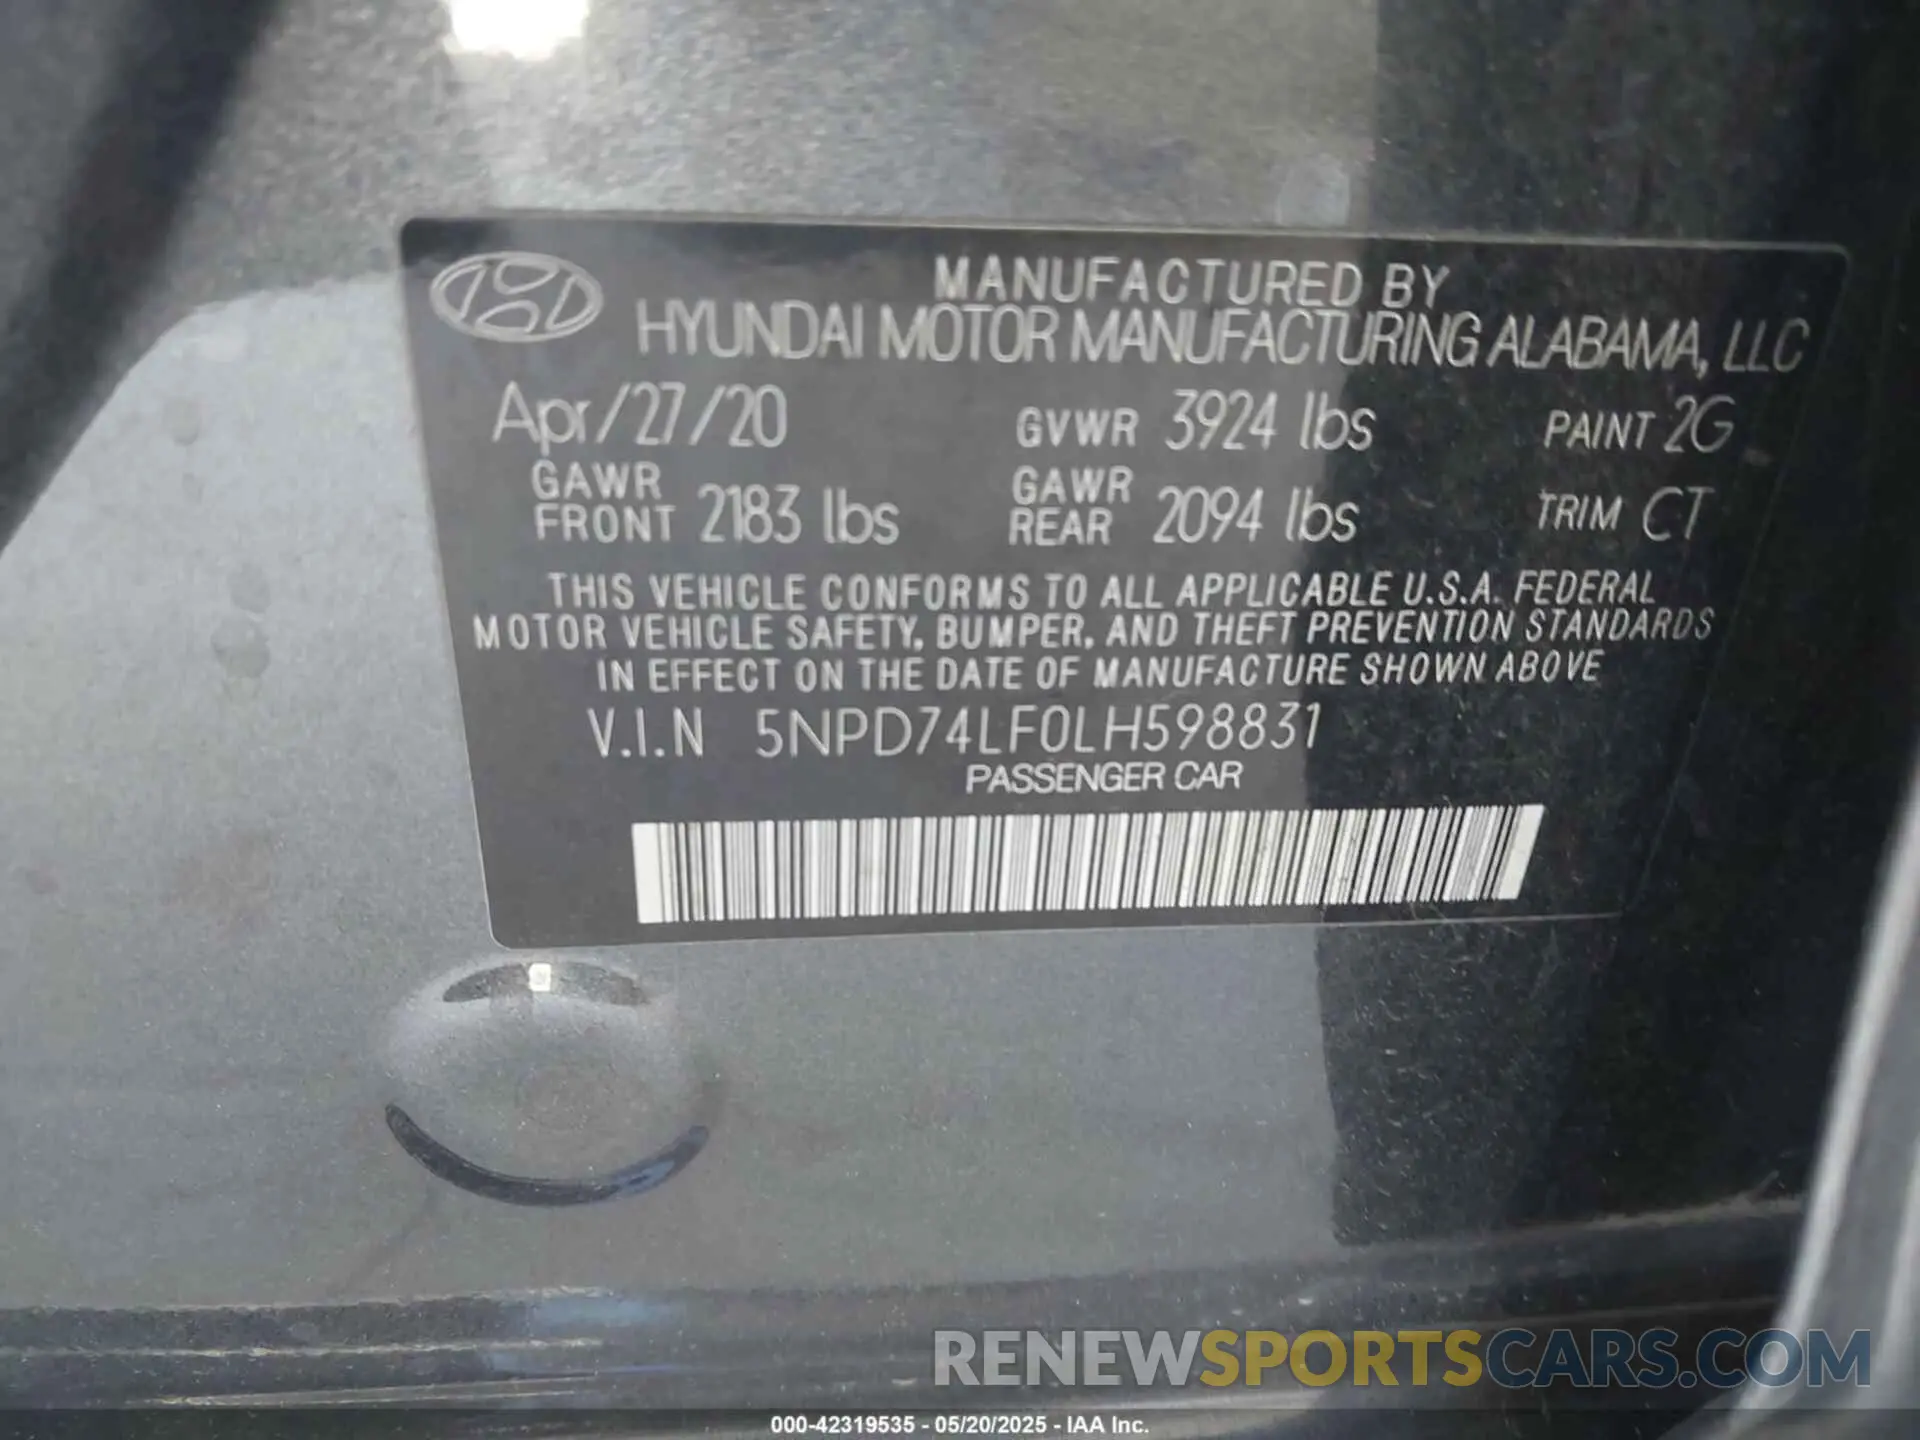 MANUFACTURED BY
HYUNDAI MOTOR MANUFACTURING ALABAMA, LLC
Apr/27/20 GVWR 3924 lbs PAINT 2G
GAWR FRONT 2183 lbs GAWR REAR 2094 lbs TRIM CT
THIS VEHICLE CONFORMS TO ALL APPLICABLE U.S.A. FEDERAL
MOTOR VEHICLE SAFETY, BUMPER, AND THEFT PREVENTION STANDARDS
IN EFFECT ON THE DATE OF MANUFACTURE SHOWN ABOVE
V.I.N 5NPD74LF0LH598831
PASSENGER CAR
RENEWSPORTSCARS.COM
000-42319535 - 05/20/2025 - IAA Inc.